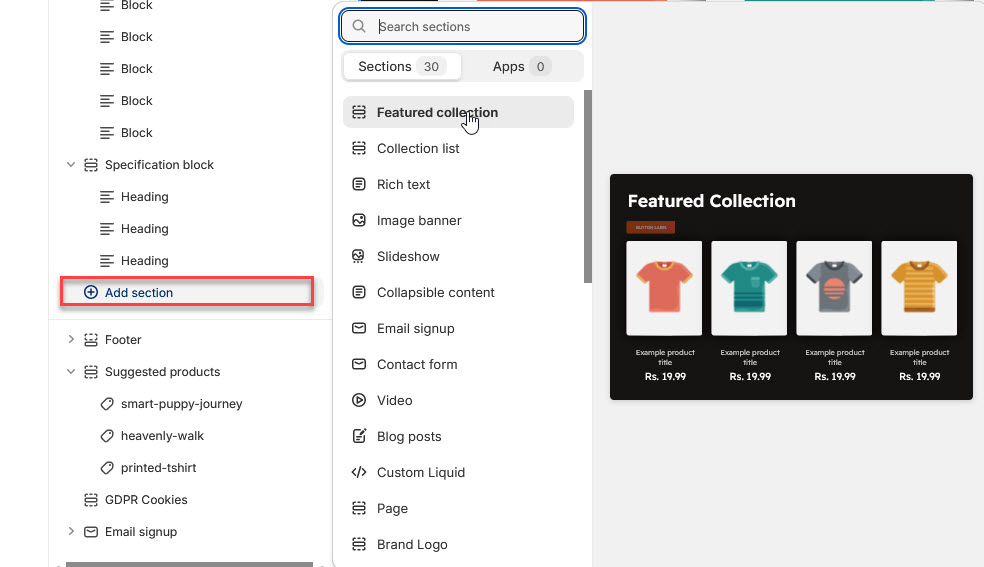 Block
Block
Block
Block
Block
Specification block
Heading
Heading
Heading
Add section
Footer
Suggested products
smart-puppy-journey
heavenly-walk
printed-tshirt
GDPR Cookies
Email signup
Search sections
Sections 30 Apps 0
Featured collection
Collection list
Rich text
Image banner
Slideshow
Collapsible content
Email signup
Contact form
Video
Blog posts
Custom Liquid
Page
Brand Logo
Featured Collection
BUTTON LABEL
Example product title
Rs. 19.99
Example product title
Rs. 19.99
Example product title
Rs. 19.99
Example product title
Rs. 19.99